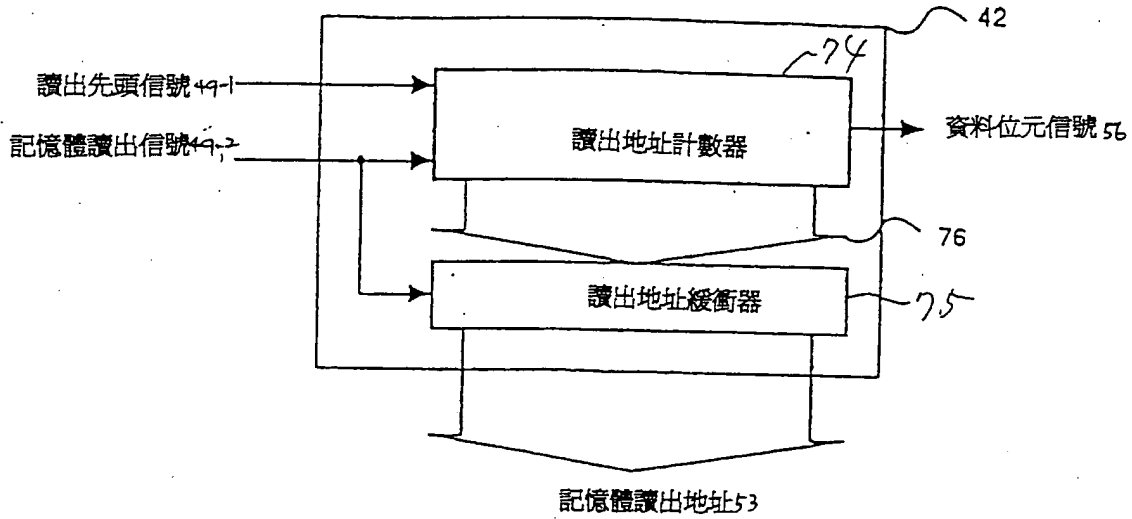 42
74
讀出先頭信號49-1
讀出地址計數器
資料位元信號56
記憶體讀出信號49-2
76
讀出地址緩衝器
75
記憶體讀出地址53